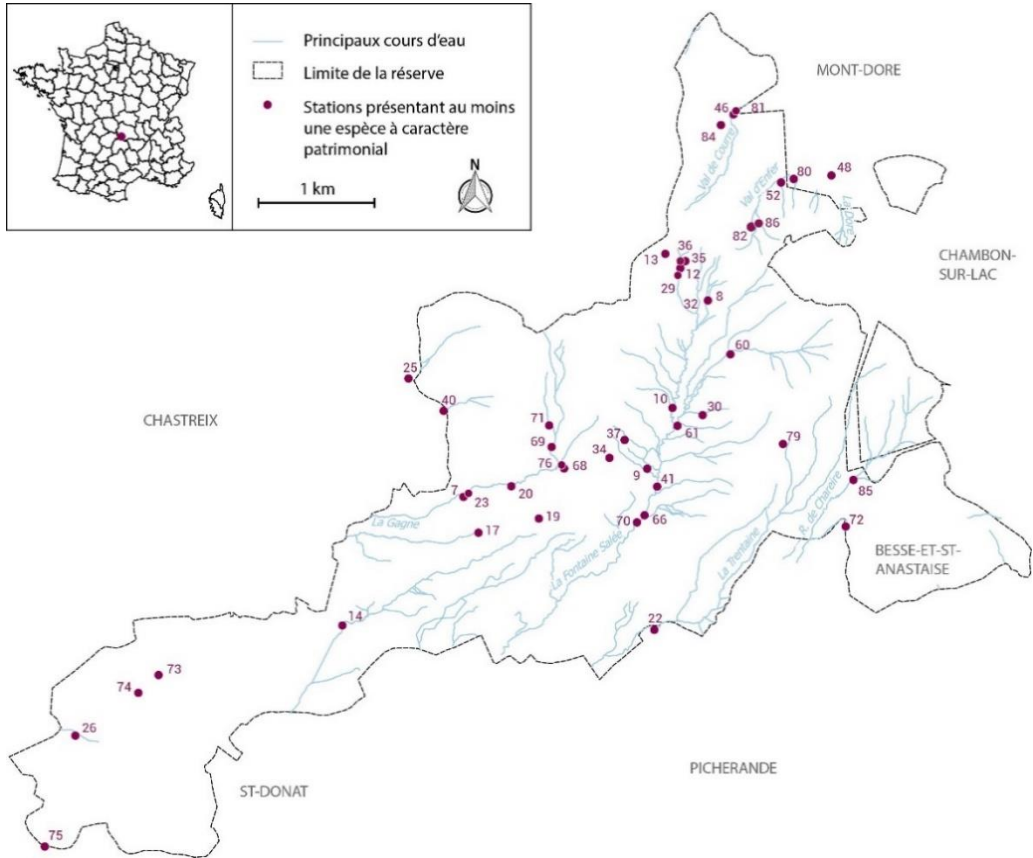 Principaux cours d'eau
Limite de la réserve
Stations présentant au moins
une espèce à caractère
patrimonial
N
1 km
MONT-DORE
46
81
84
Val de Courre
48
80
52
Val d'Enfer
La Dore
86
82
36
35
13
12
29
32
8
CHAMBON-
SUR-LAC
60
25
40
CHASTREIX
10
30
71
61
37
79
69
34
76
68
9
41
85
7
23
20
La Gagne
19
17
70
66
72
R. de Chareire
BESSE-ET-ST-
ANASTAISE
La Fontaine Salée
La Trentaine
14
22
73
74
26
PICHERANDE
ST-DONAT
75